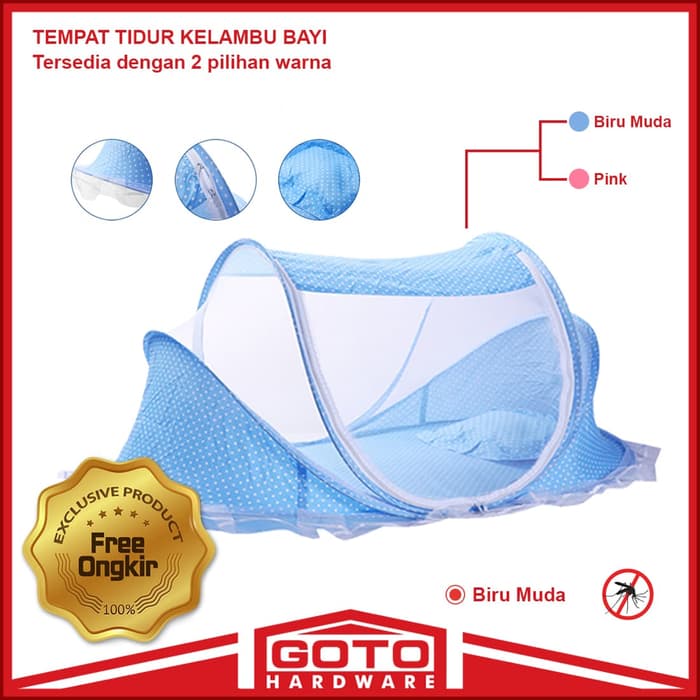 TEMPAT TIDUR KELAMBU BAYI
Tersedia dengan 2 pilihan warna
Biru Muda
Pink
EXCLUSIVE PRODUCT
Free
Ongkir
100%
Biru Muda
GOTO
HARDWARE